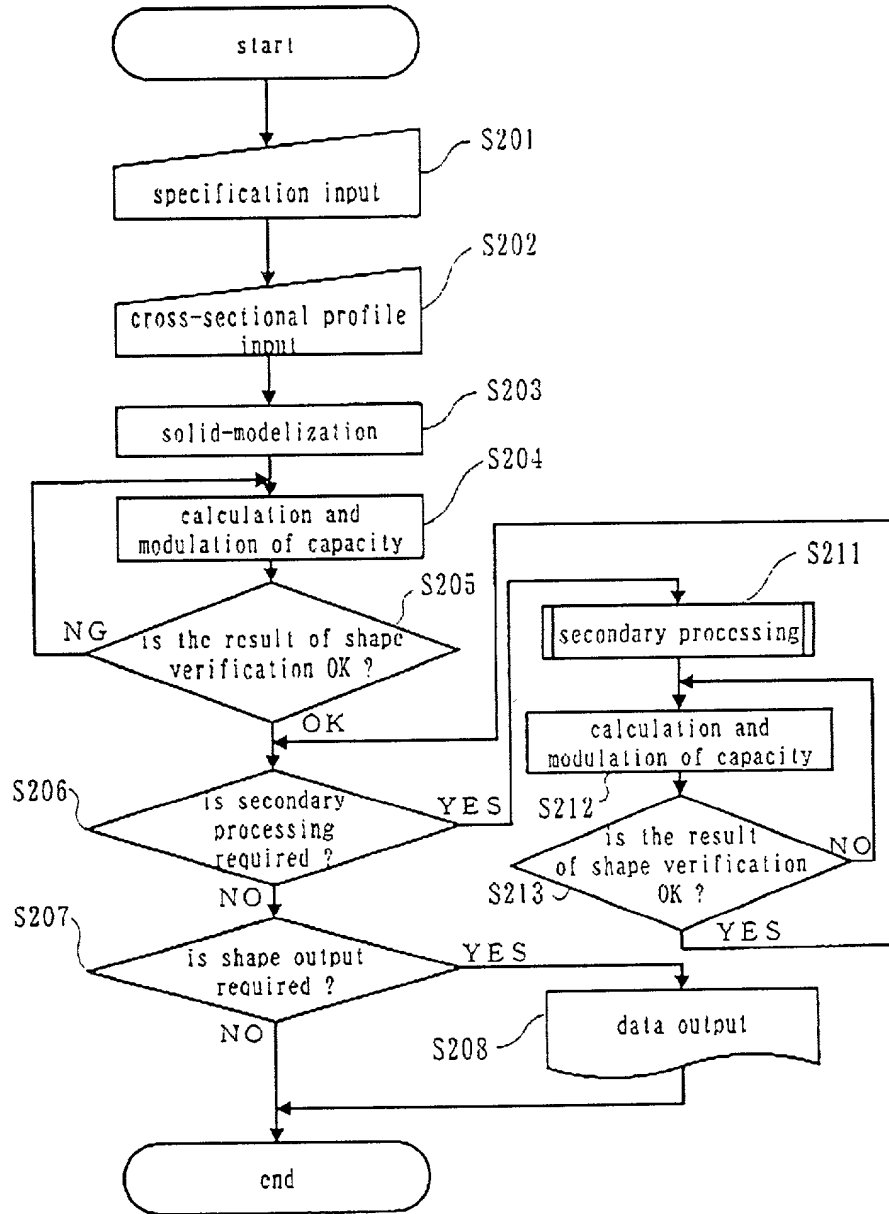 start
S201
specification input
S202
cross-sectional profile
input
S203
solid-modelization
S204
calculation and
modulation of capacity
S205
NG
is the result of shape
verification OK ?
OK
S206
is secondary
processing
required ?
YES
NO
S207
is shape output
required ?
YES
NO
S211
secondary processing
calculation and
modulation of capacity
S212
is the result
of shape verification
OK ?
NO
S213
YES
data output
S208
end